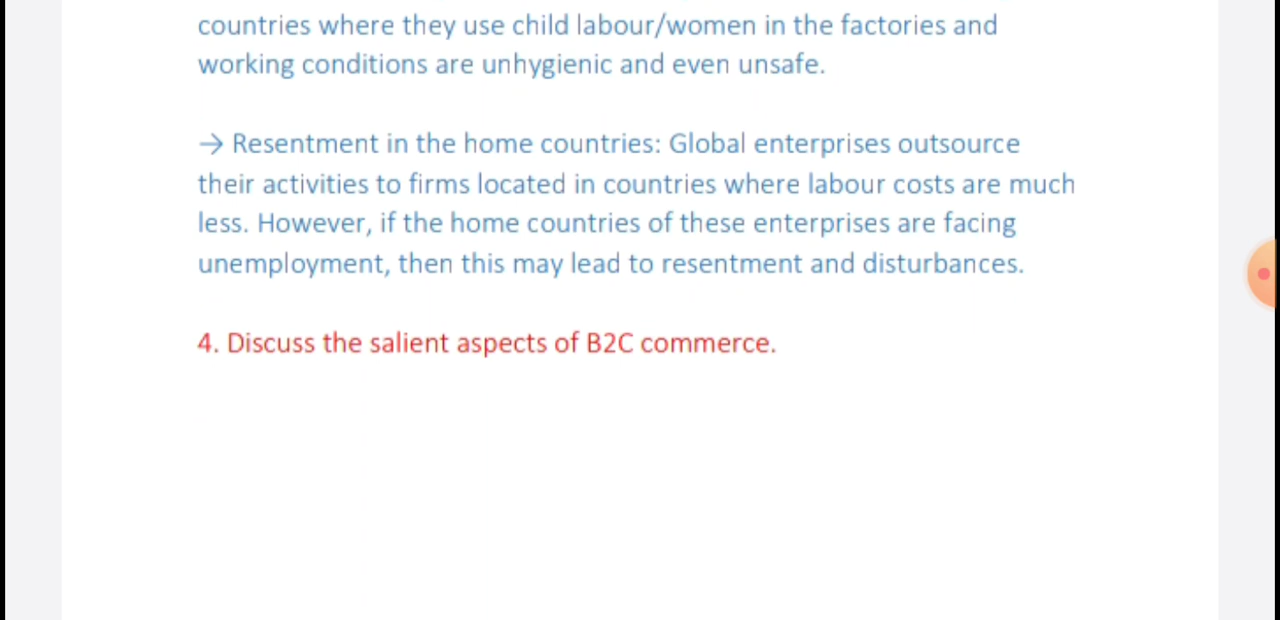 countries where they use child labour/women in the factories and
working conditions are unhygienic and even unsafe.
→ Resentment in the home countries: Global enterprises outsource
their activities to firms located in countries where labour costs are much
less. However, if the home countries of these enterprises are facing
unemployment, then this may lead to resentment and disturbances.
4. Discuss the salient aspects of B2C commerce.